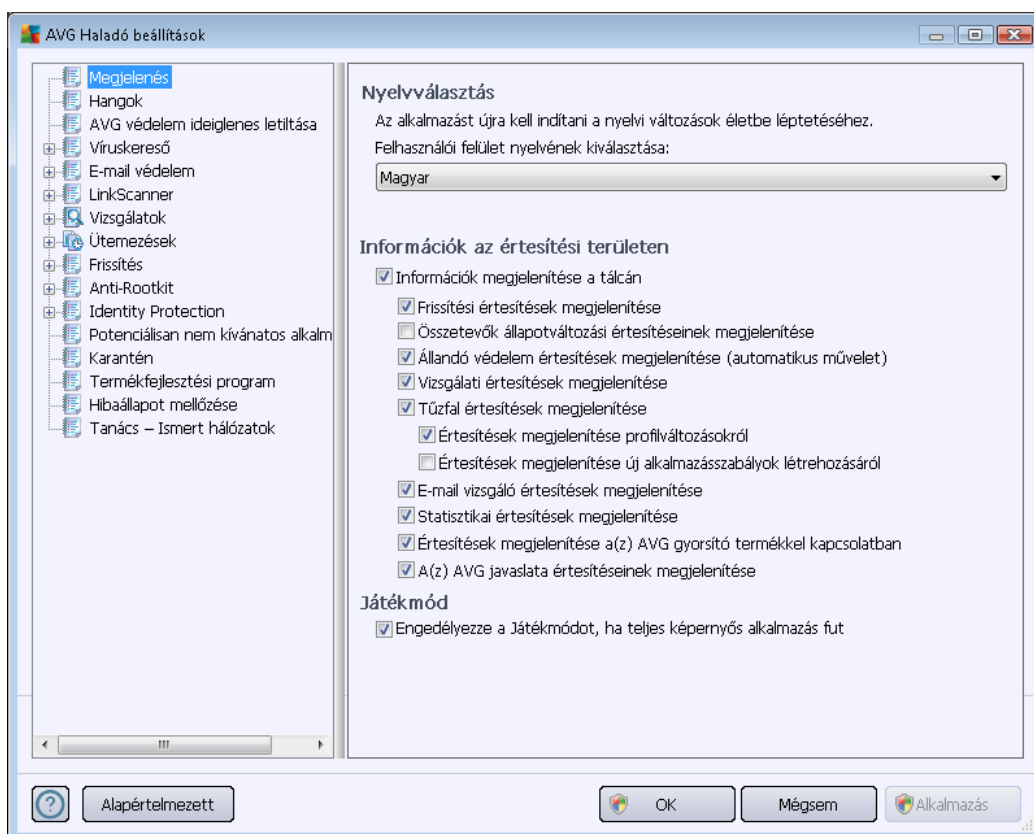 AVG Haladó beállítások
Megjelenés
Hangok
AVG védelem ideiglenes letiltása
Víruskereső
E-mail védelem
LinkScanner
Vizsgálatok
Ütemezések
Frissítés
Anti-Rootkit
Identity Protection
Potenciálisan nem kívánatos alkalm
Karantén
Termékfejlesztési program
Hibaállapot mellőzése
Tanács – Ismert hálózatok
Nyelvválasztás
Az alkalmazást újra kell indítani a nyelvi változások életbe léptetéséhez.
Felhasználói felület nyelvének kiválasztása:
Magyar
Információk az értesítési területen
Információk megjelenítése a tálcán
Frissítési értesítések megjelenítése
Összetevők állapotváltozási értesítéseinek megjelenítése
Állandó védelem értesítések megjelenítése (automatikus művelet)
Vizsgálati értesítések megjelenítése
Tűzfal értesítések megjelenítése
Értesítések megjelenítése profilváltozásokról
Értesítések megjelenítése új alkalmazásszabályok létrehozásáról
E-mail vizsgáló értesítések megjelenítése
Statisztikai értesítések megjelenítése
Értesítések megjelenítése a(z) AVG gyorsító termékkel kapcsolatban
A(z) AVG javaslata értesítéseinek megjelenítése
Játékmód
Engedélyezze a Játékmódot, ha teljes képernyős alkalmazás fut
Alapértelmezett
OK
Mégsem
Alkalmazás